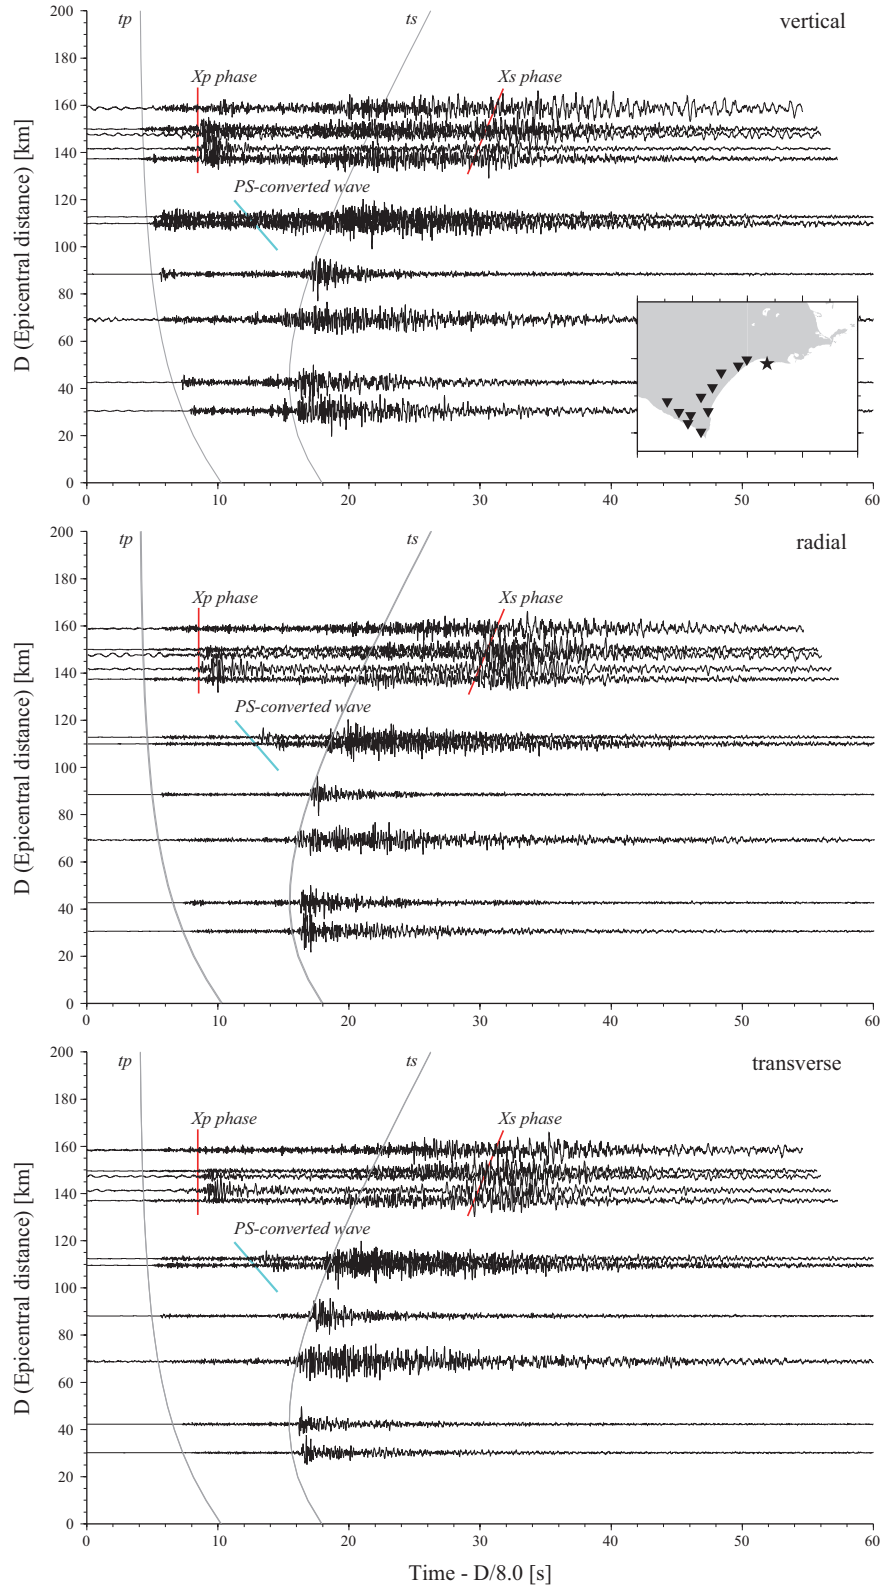 200
tp
ts
vertical
180
Xp phase
Xs phase
160
140
PS-converted wave
120
100
80
60
40
20
0
0
10
20
30
40
50
60
D (Epicentral distance) [km]
200
tp
ts
radial
180
Xp phase
Xs phase
160
140
PS-converted wave
120
100
80
60
40
20
0
0
10
20
30
40
50
60
D (Epicentral distance) [km]
200
tp
ts
transverse
180
Xp phase
Xs phase
160
140
PS-converted wave
120
100
80
60
40
20
0
0
10
20
30
40
50
60
D (Epicentral distance) [km]
Time - D/8.0 [s]